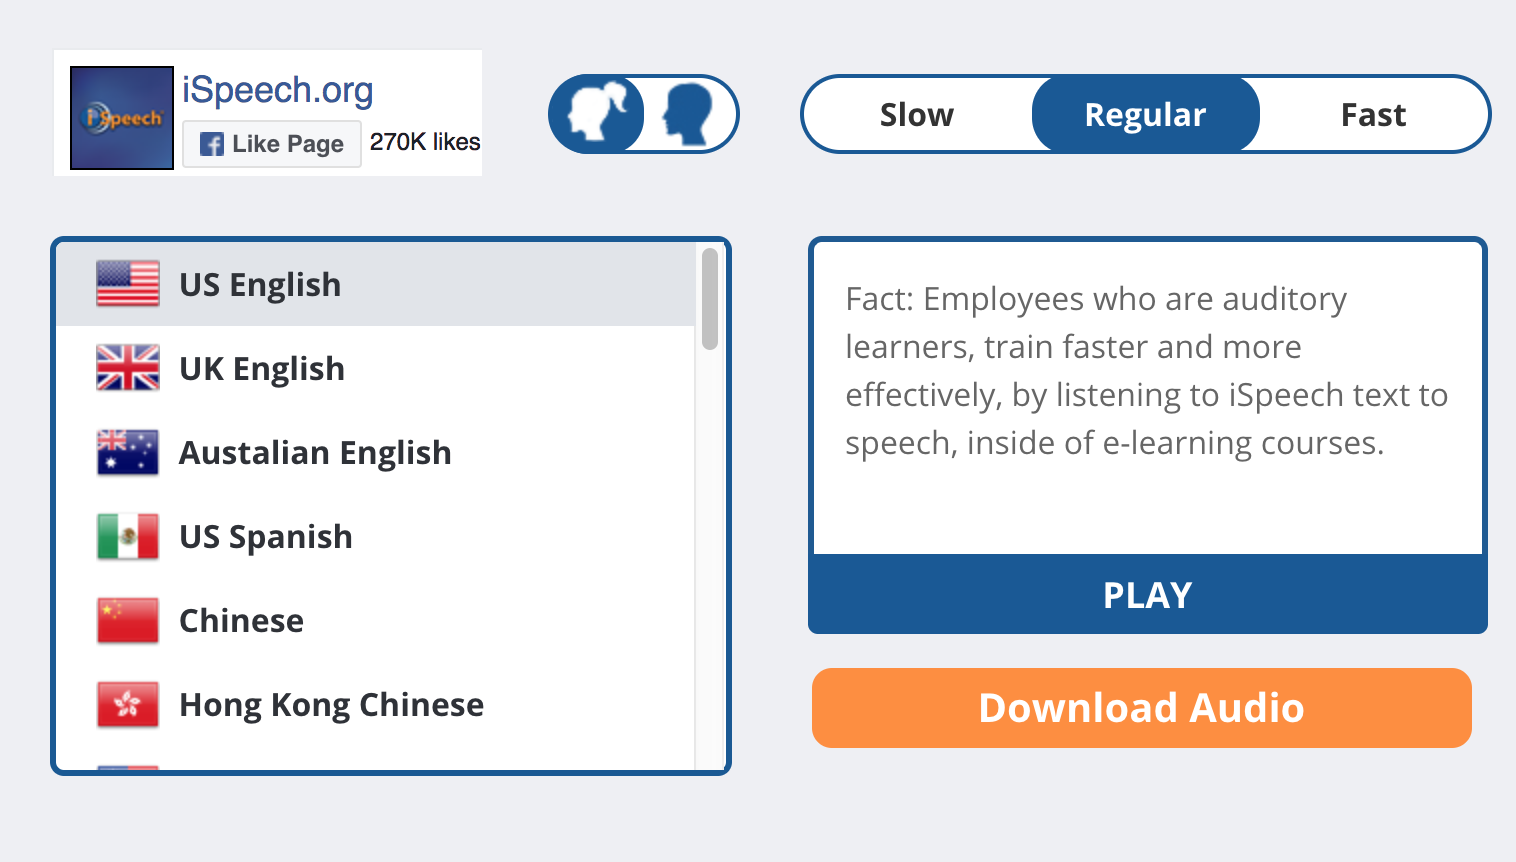 iSpeech.org
iSpeech
Like Page
270K likes
Slow
Regular
Fast
US English
UK English
Austalian English
US Spanish
Chinese
Hong Kong Chinese
Fact: Employees who are auditory
learners, train faster and more
effectively, by listening to iSpeech text to
speech, inside of e-learning courses.
PLAY
Download Audio